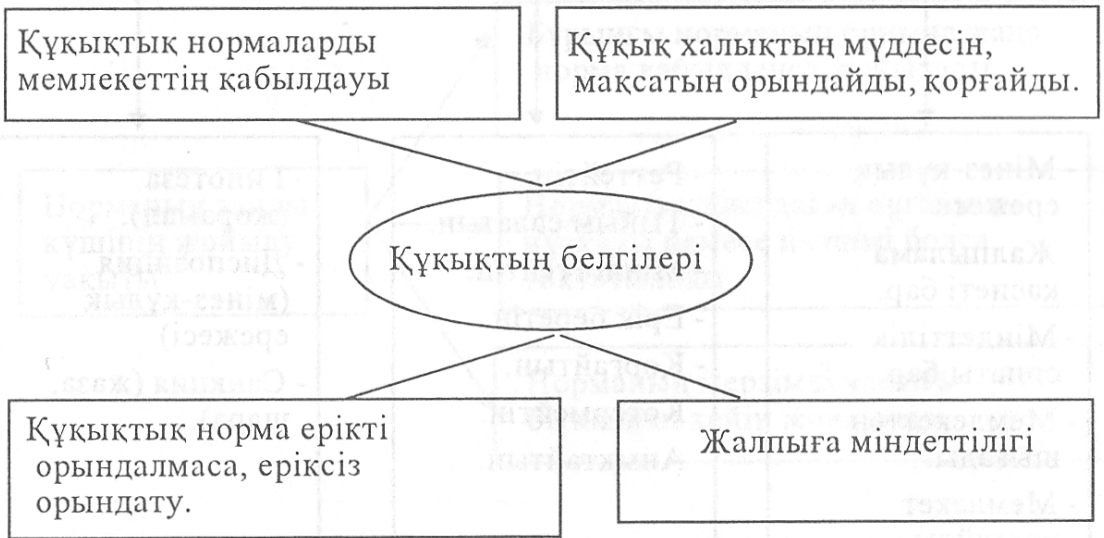 Құқықтық нормаларды
мемлекеттің қабылдауы
Құқық халықтың мүддесін,
мақсатын орындайды, қорғайды.
Құқықтың белгілері
Құқықтық норма ерікті
орындалмаса, еріксіз
орындату.
Жалпыға міндеттілігі